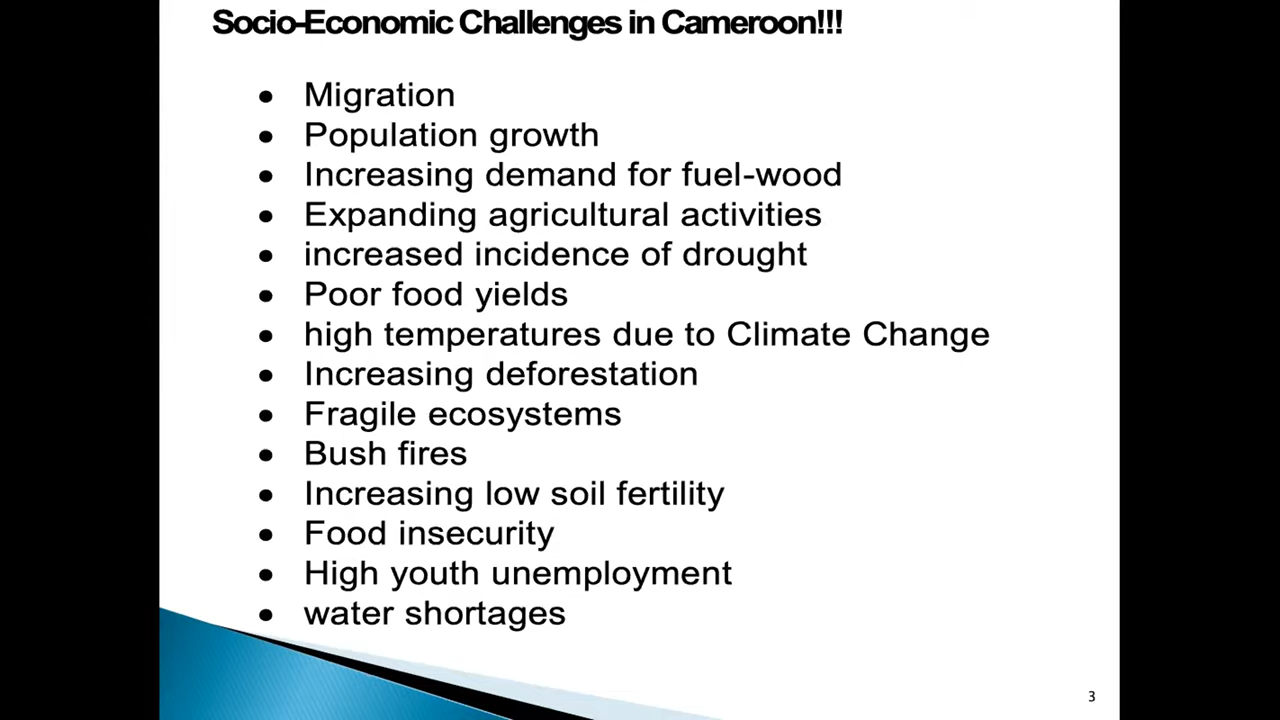 Socio-Economic Challenges in Cameroon!!!
• Migration
• Population growth
• Increasing demand for fuel-wood
• Expanding agricultural activities
• increased incidence of drought
• Poor food yields
• high temperatures due to Climate Change
• Increasing deforestation
• Fragile ecosystems
• Bush fires
• Increasing low soil fertility
• Food insecurity
• High youth unemployment
• water shortages
3